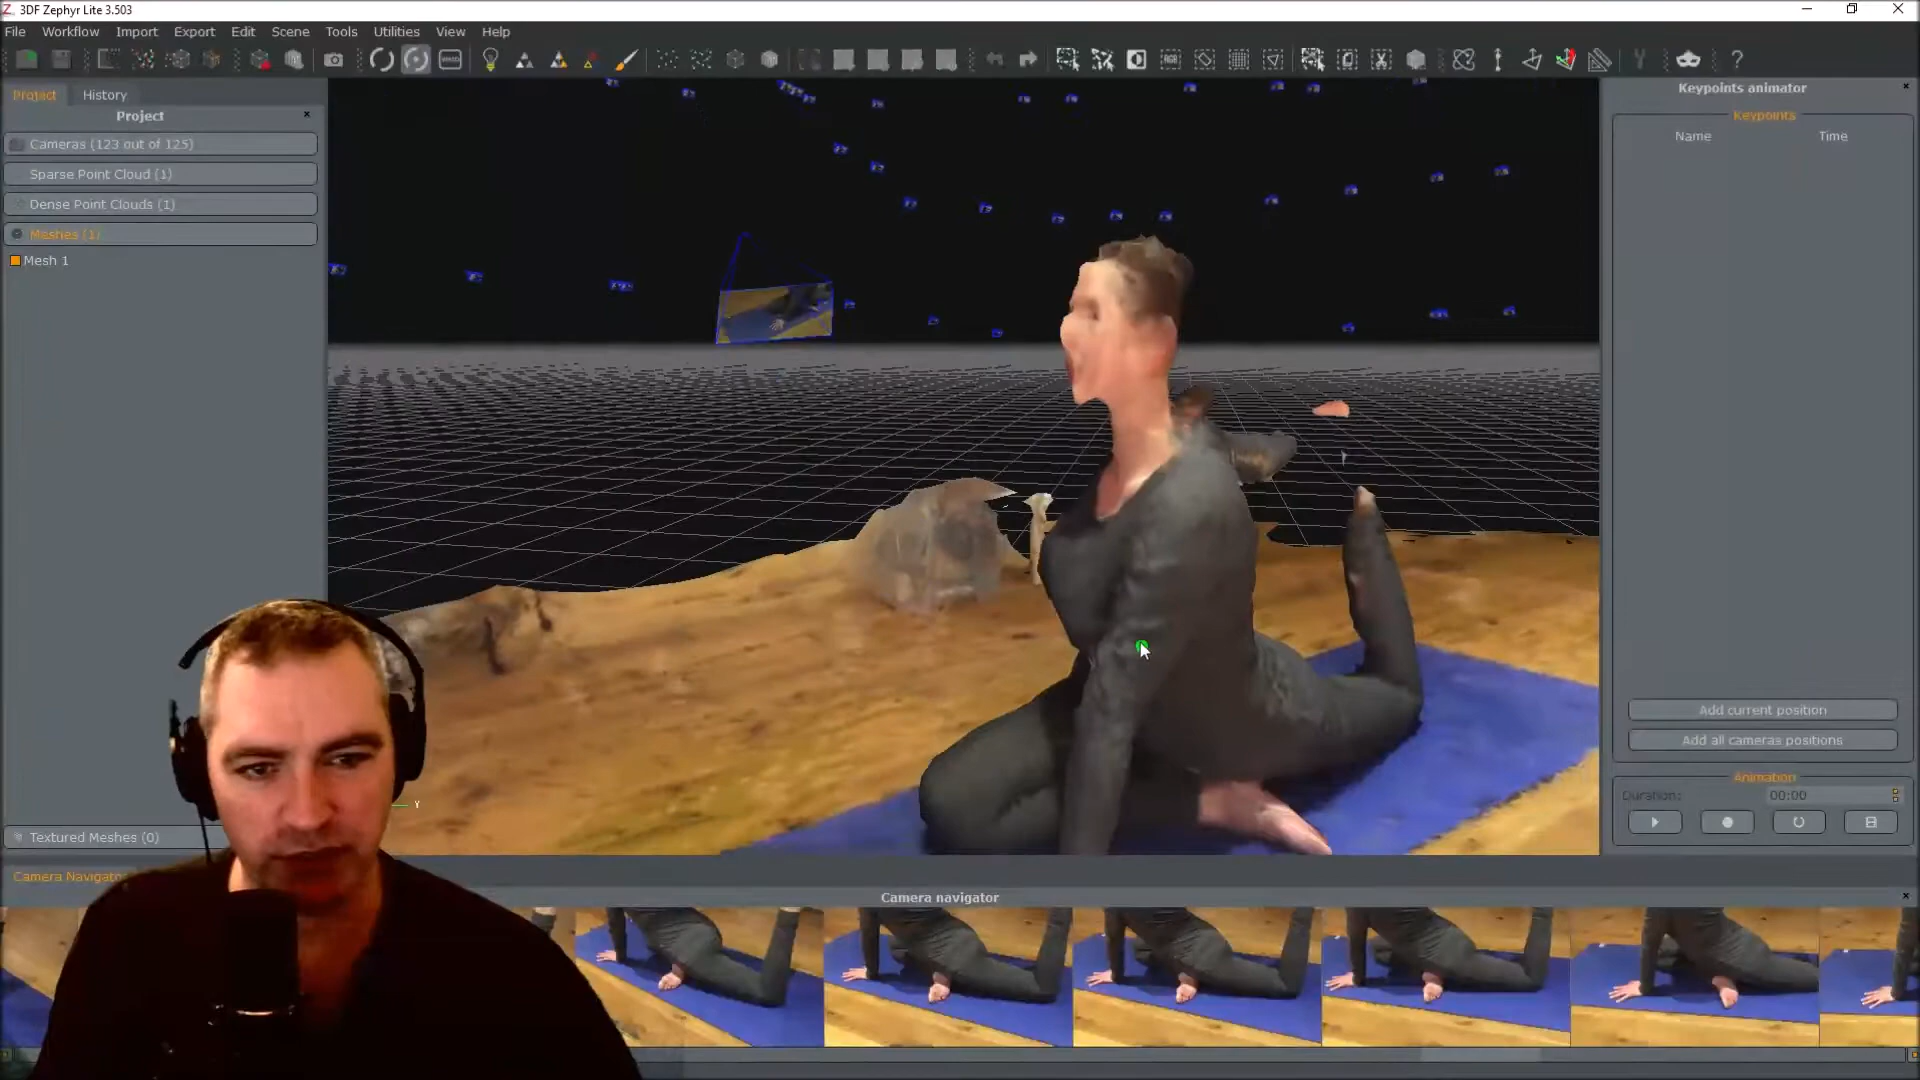 3DF Zephyr Lite 3.503
File Workflow Import Export Edit Scene Tools Utilities View Help
Project History
Project
Cameras (123 out of 125)
Sparse Point Cloud (1)
Dense Point Clouds (1)
Meshes (1)
Mesh 1
Y
Textured Meshes (0)
Keypoints animator
Keypoints
Name Time
Add current position
Add all cameras positions
Animation
Duration: 00:00
Camera Navigato
Camera navigator